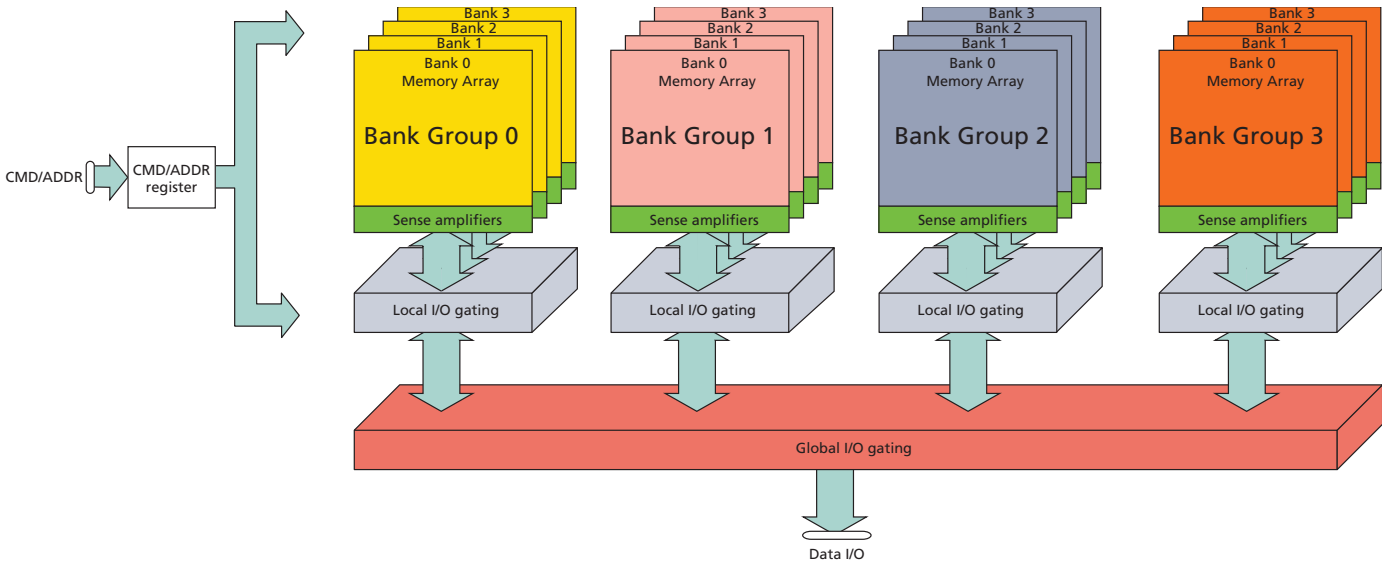 Bank 3
Bank 2
Bank 1
Bank 0
Memory Array
Bank Group 0
Sense amplifiers
Local I/O gating
Bank 3
Bank 2
Bank 1
Bank 0
Memory Array
Bank Group 1
Sense amplifiers
Local I/O gating
Bank 3
Bank 2
Bank 1
Bank 0
Memory Array
Bank Group 2
Sense amplifiers
Local I/O gating
Bank 3
Bank 2
Bank 1
Bank 0
Memory Array
Bank Group 3
Sense amplifiers
Local I/O gating
CMD/ADDR
CMD/ADDR
register
Global I/O gating
Data I/O